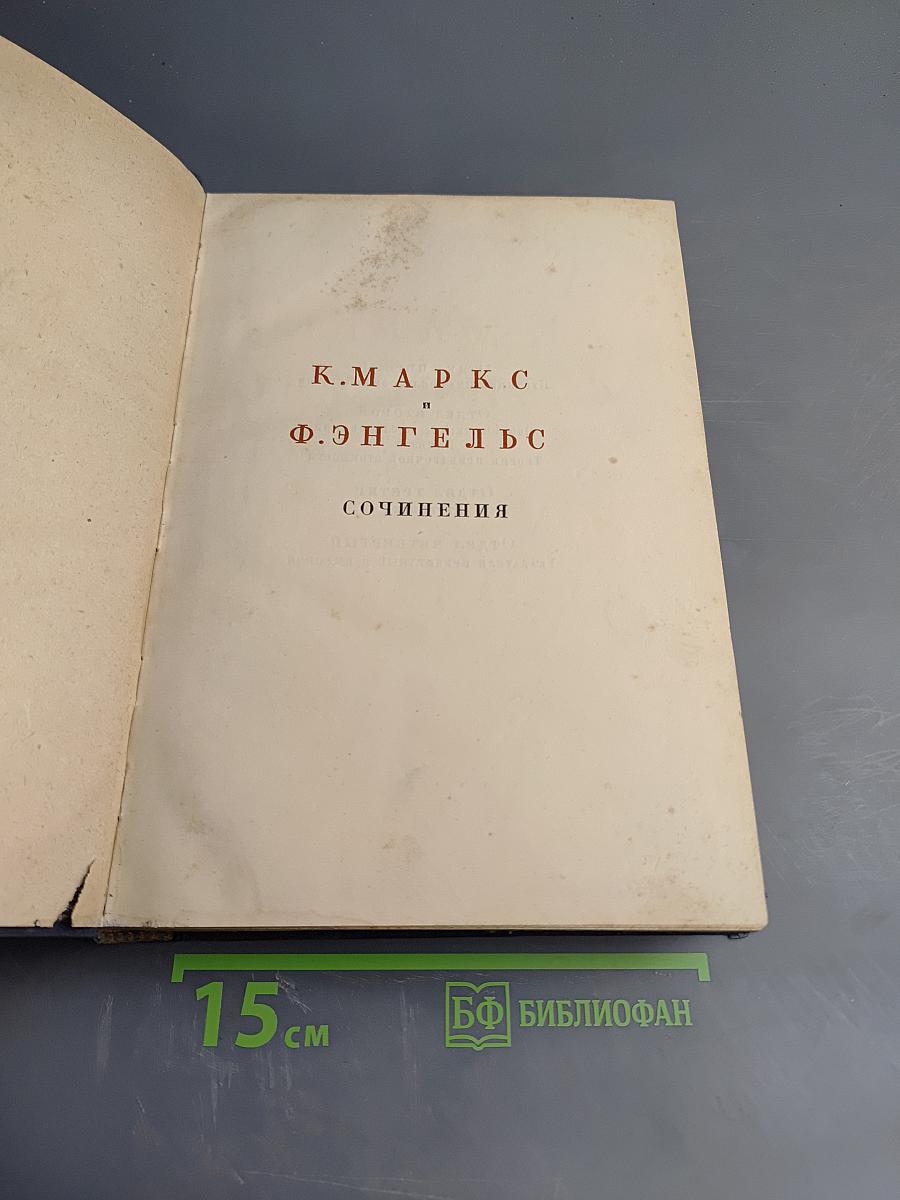 К. МАРКС
и
Ф. ЭНГЕЛЬС
СОЧИНЕНИЯ
15 см
БФ БИБЛИОФАН